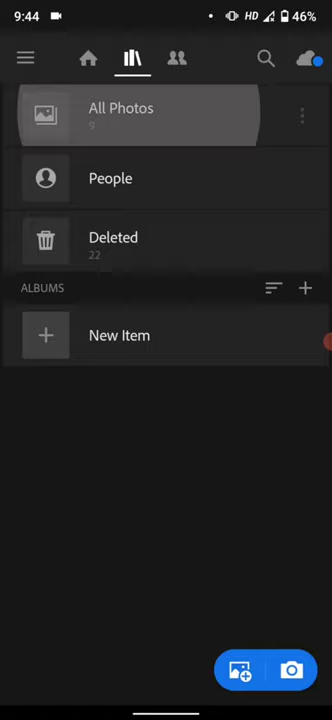 9:44 HD 46%
All Photos
9
People
Deleted
22
ALBUMS
New Item